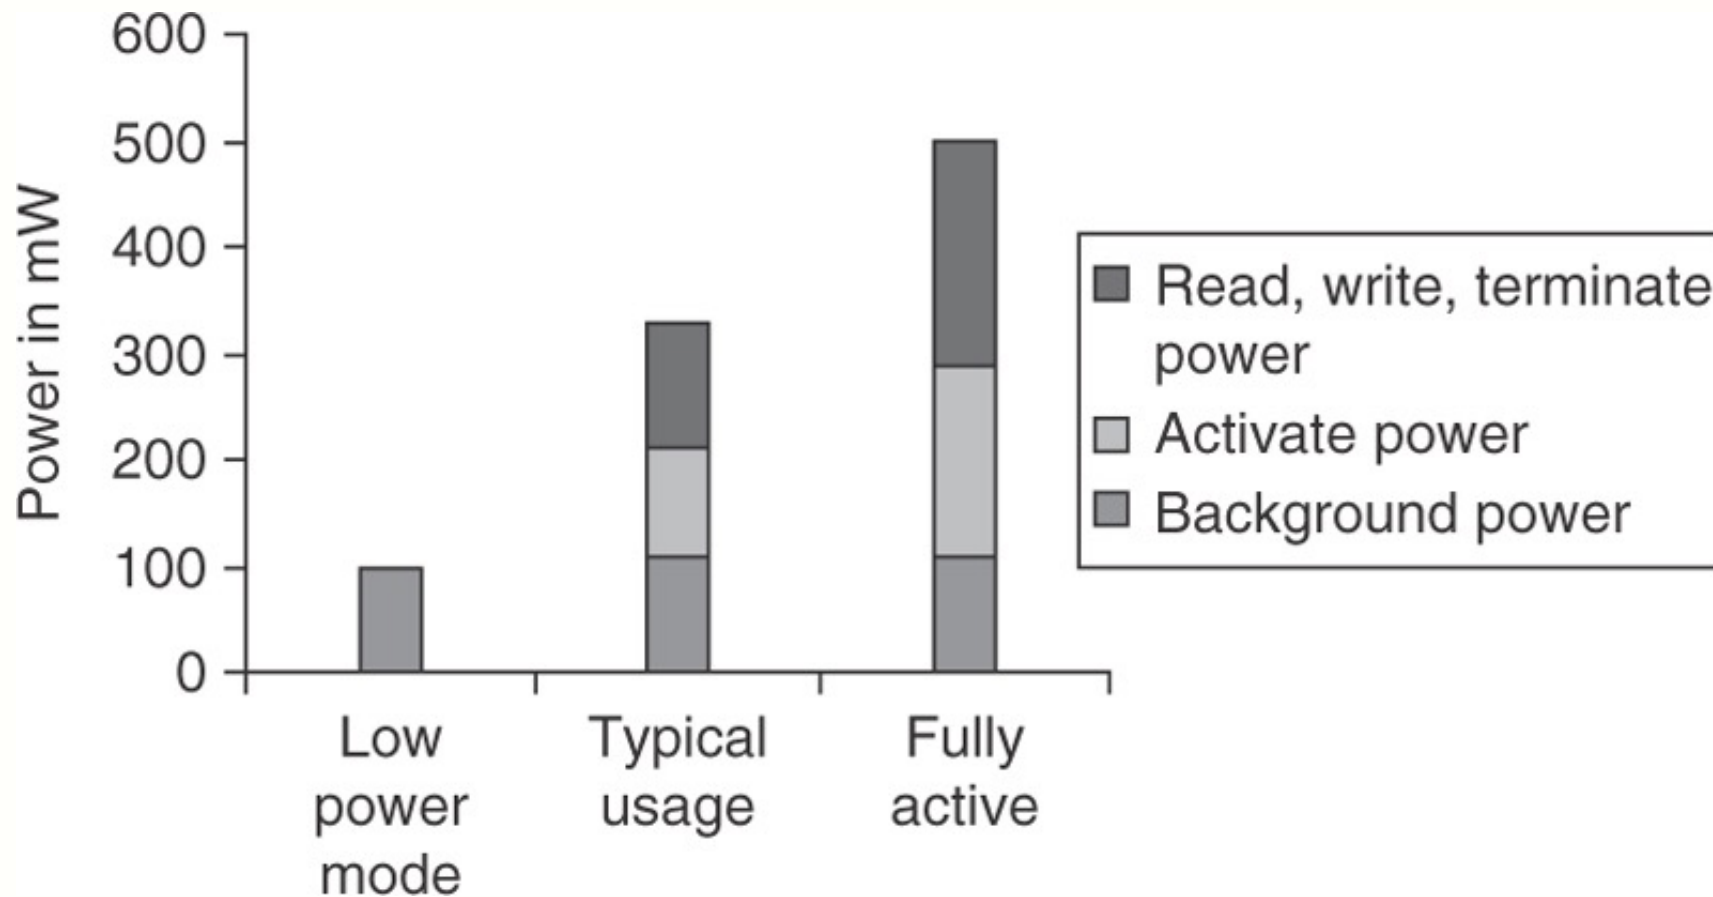 600
500
400
300
200
100
0
Power in mW
Low
power
mode
Typical
usage
Fully
active
Read, write, terminate
power
Activate power
Background power